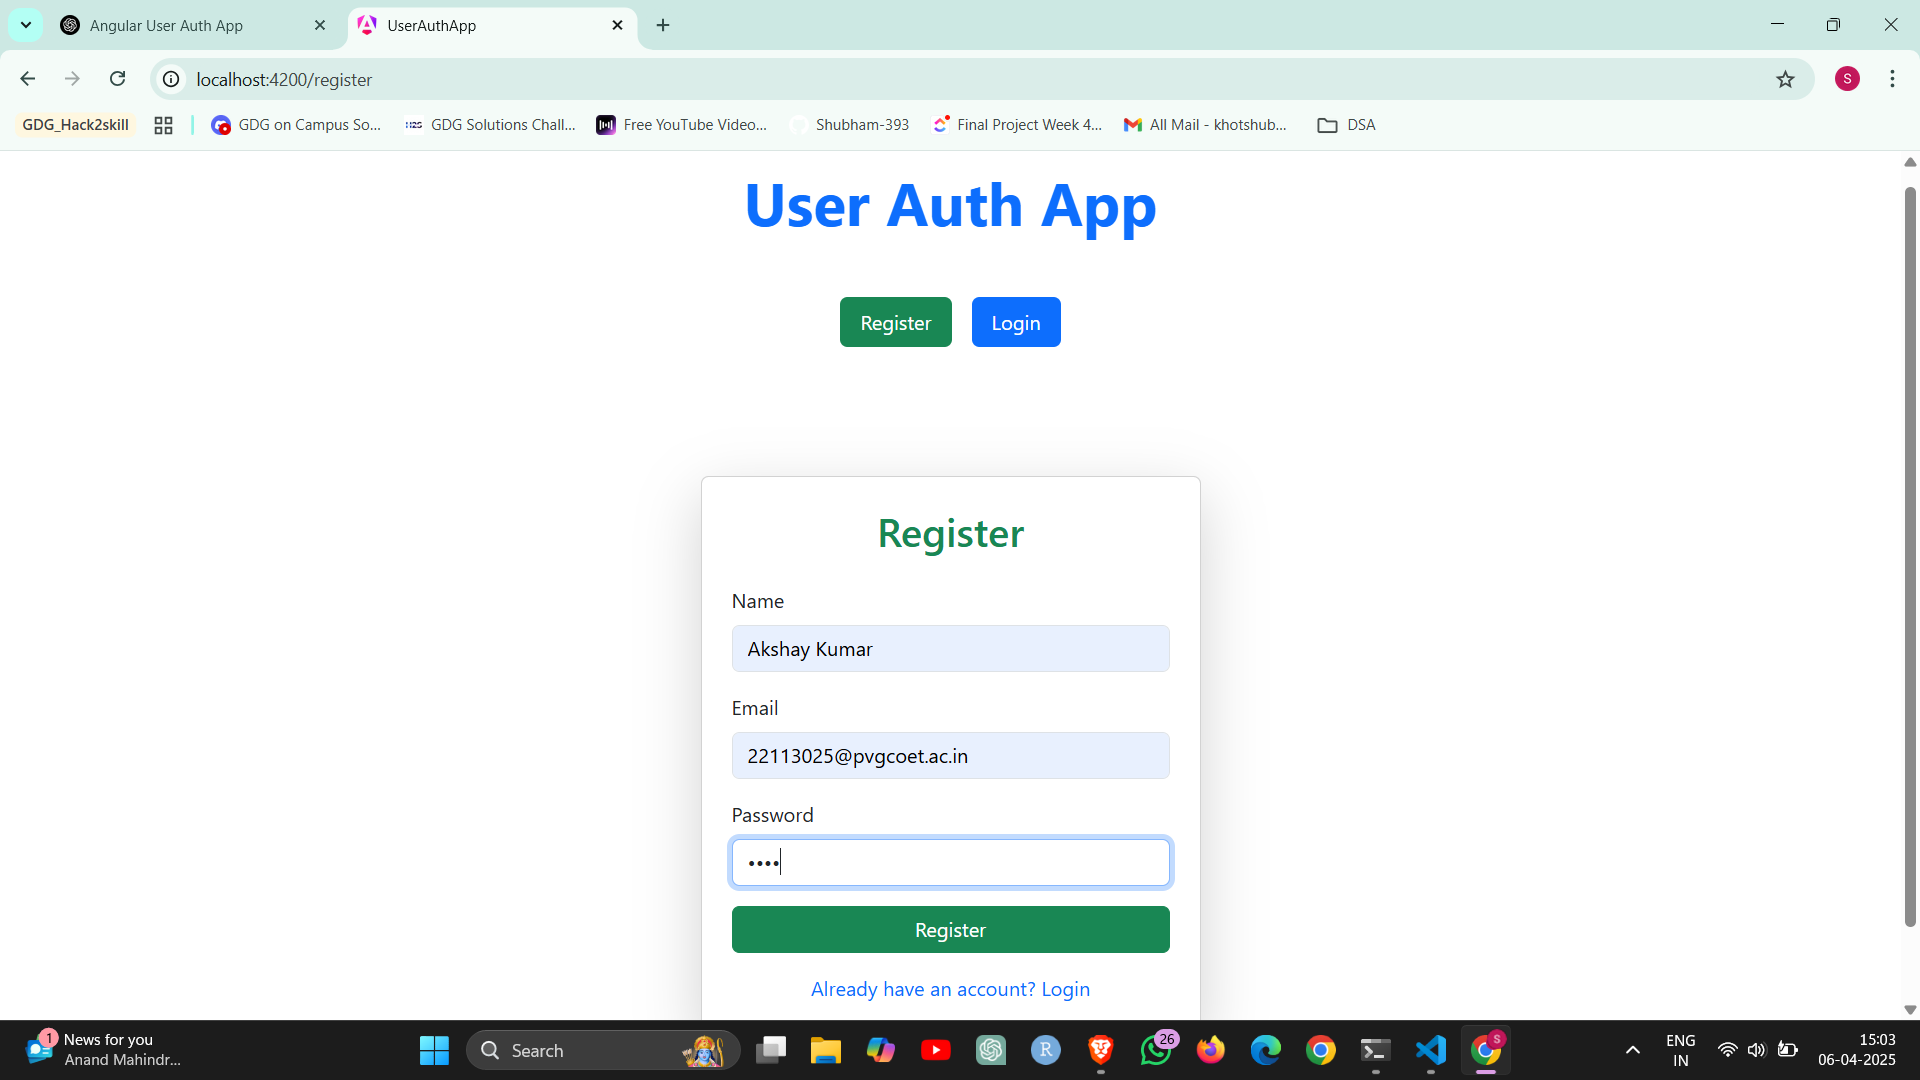 Angular User Auth App
UserAuthApp
localhost:4200/register
S
GDG_Hack2skill
GDG on Campus So...
H2S
GDG Solutions Chall...
Free YouTube Video...
Shubham-393
Final Project Week 4...
All Mail - khotshub...
DSA
User Auth App
Register
Login
Register
Name
Akshay Kumar
Email
22113025@pvgcoet.ac.in
Password
••••
Register
Already have an account? Login
1
News for you
Anand Mahindr...
Search
R
26
S
ENG
IN
15:03
06-04-2025